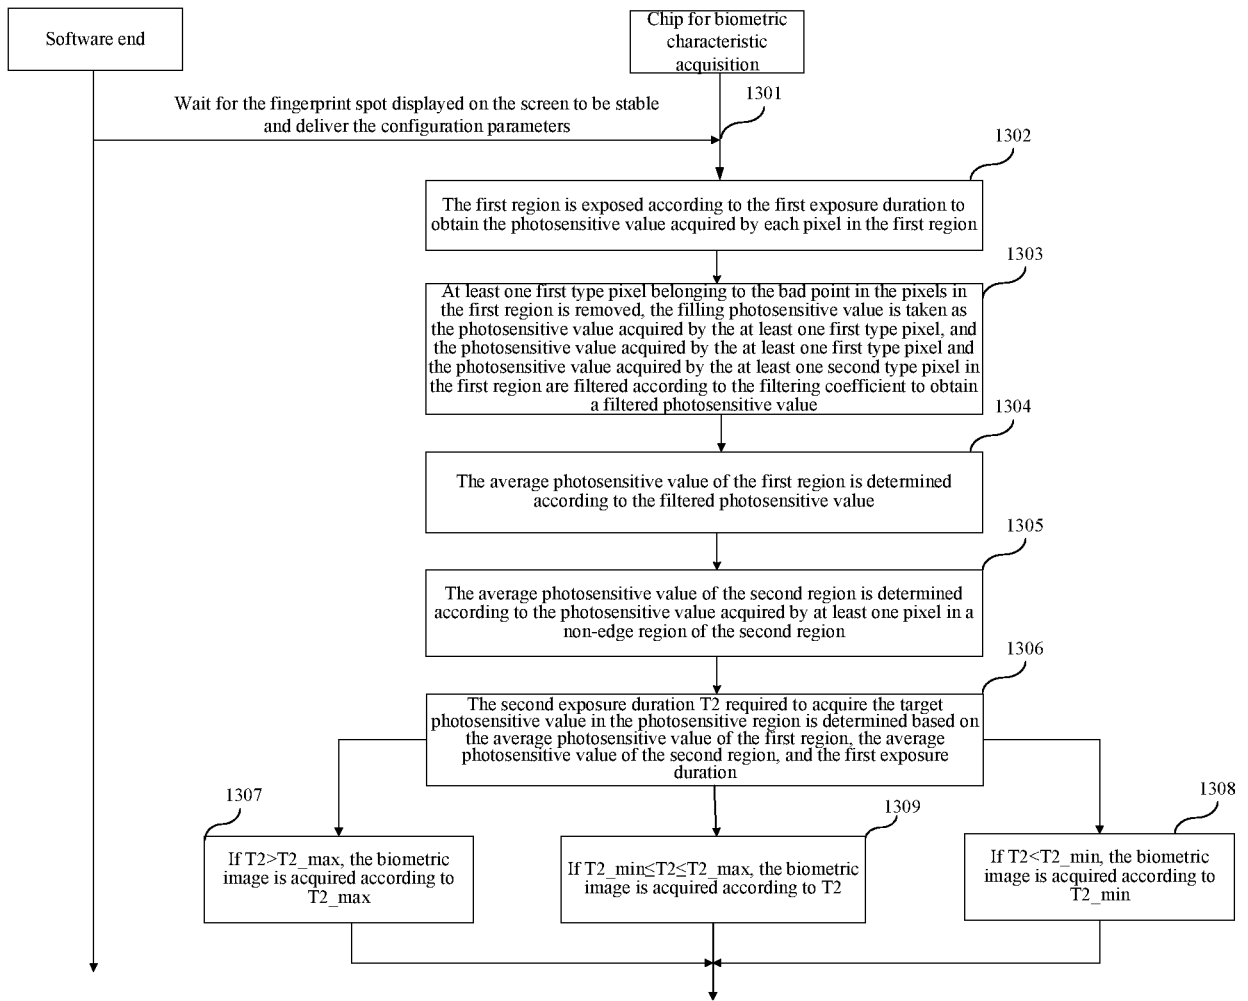 Software end
Chip for biometric
characteristic
acquisition
Wait for the fingerprint spot displayed on the screen to be stable
and deliver the configuration parameters
1301
1302
The first region is exposed according to the first exposure duration to
obtain the photosensitive value acquired by each pixel in the first region
1303
At least one first type pixel belonging to the bad point in the pixels in
the first region is removed, the filling photosensitive value is taken as
the photosensitive value acquired by the at least one first type pixel, and
the photosensitive value acquired by the at least one first type pixel and
the photosensitive value acquired by the at least one second type pixel in
the first region are filtered according to the filtering coefficient to obtain
a filtered photosensitive value
1304
The average photosensitive value of the first region is determined
according to the filtered photosensitive value
1305
The average photosensitive value of the second region is determined
according to the photosensitive value acquired by at least one pixel in a
non-edge region of the second region
1306
The second exposure duration T2 required to acquire the target
photosensitive value in the photosensitive region is determined based on
the average photosensitive value of the first region, the average
photosensitive value of the second region, and the first exposure
duration
1307
If T2>T2_max, the biometric
image is acquired according to
T2_max
1309
If T2_min≤T2≤T2_max, the biometric
image is acquired according to T2
1308
If T2<T2_min, the biometric
image is acquired according to
T2_min